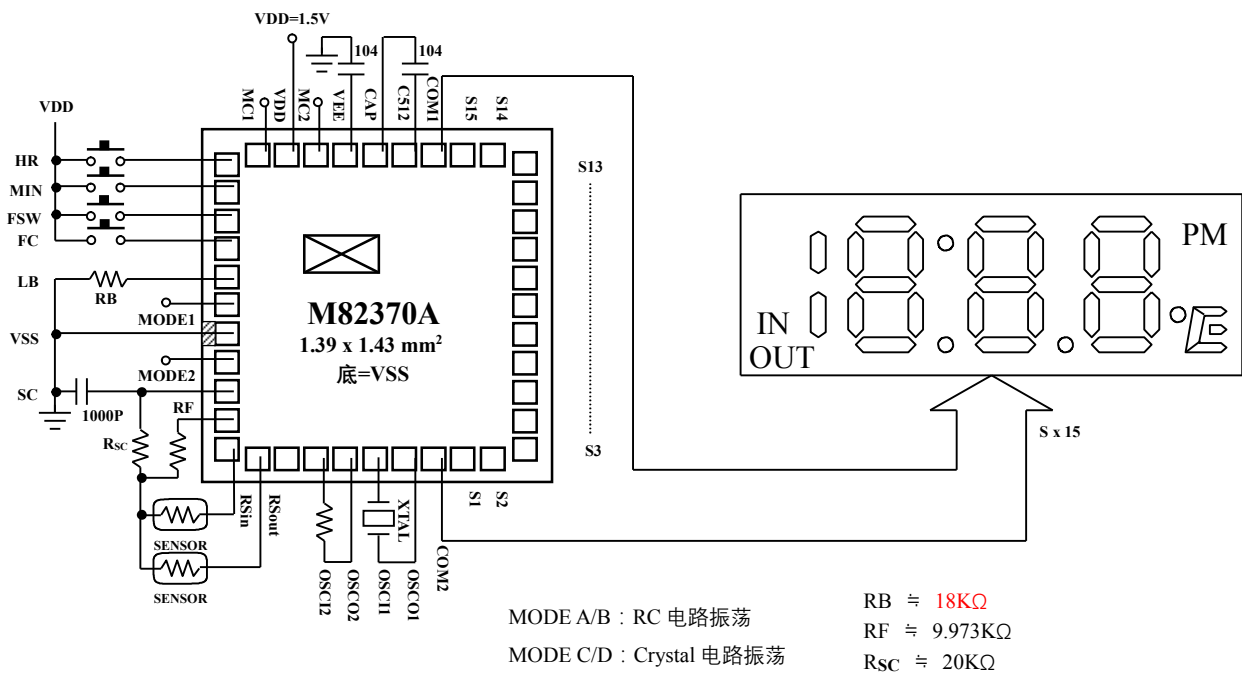 VDD=1.5V
104
104
MC1
VDD
MC2
VEE
CAP
C512
COM1
S15
S14
VDD
HR
MIN
FSW
FC
LB
RB
MODE1
VSS
MODE2
SC
1000P
RF
RSC
M82370A
1.39 x 1.43 mm²
底=VSS
S13
S3
PM
IN
OUT
E
S x 15
RSin
RSout
SENSOR
SENSOR
OSCI2
OSCO2
XTAL
OSCI1
OSCO1
COM2
S1
S2
MODE A/B : RC 电路振荡
MODE C/D : Crystal 电路振荡
RB ≒ 18KΩ
RF ≒ 9.973KΩ
RSC ≒ 20KΩ